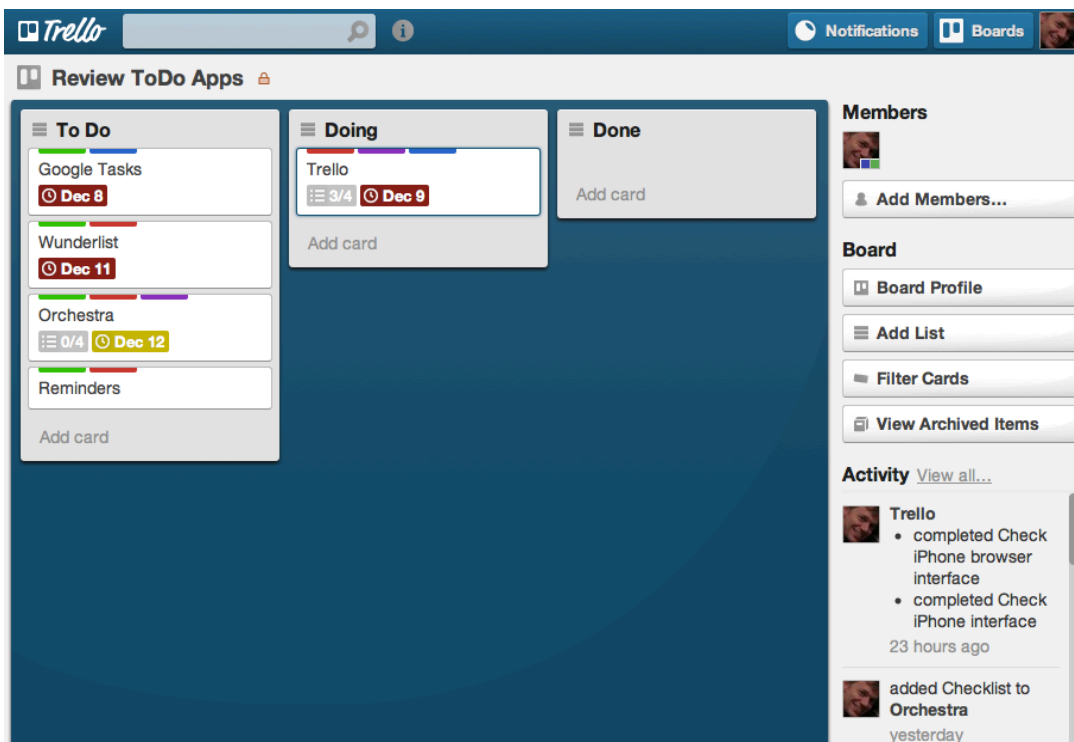 Trello
Notifications
Boards
Review ToDo Apps
To Do
Google Tasks
Dec 8
Wunderlist
Dec 11
Orchestra
0/4 Dec 12
Reminders
Add card
Doing
Trello
3/4 Dec 9
Add card
Done
Add card
Members
Add Members...
Board
Board Profile
Add List
Filter Cards
View Archived Items
Activity View all...
Trello
• completed Check
iPhone browser
interface
• completed Check
iPhone interface
23 hours ago
added Checklist to
Orchestra
yesterday